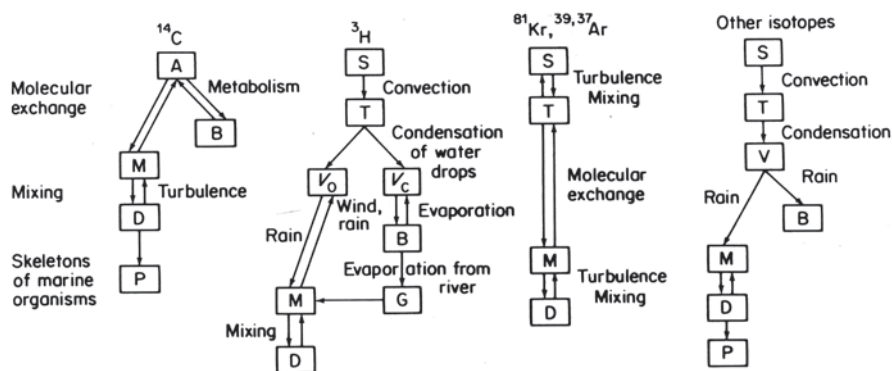 ¹⁴C
A
Molecular
exchange
Metabolism
B
M
Mixing
Turbulence
D
Skeletons
of marine
organisms
P
³H
S
Convection
T
Condensation
of water
drops
V₀
V_C
Wind,
rain
Evaporation
Rain
B
Evaporation from
river
M
G
Mixing
D
⁸¹Kr, ³⁹,³⁷Ar
S
Turbulence
Mixing
T
Molecular
exchange
M
Turbulence
Mixing
D
Other isotopes
S
Convection
T
Condensation
V
Rain
Rain
B
M
D
P